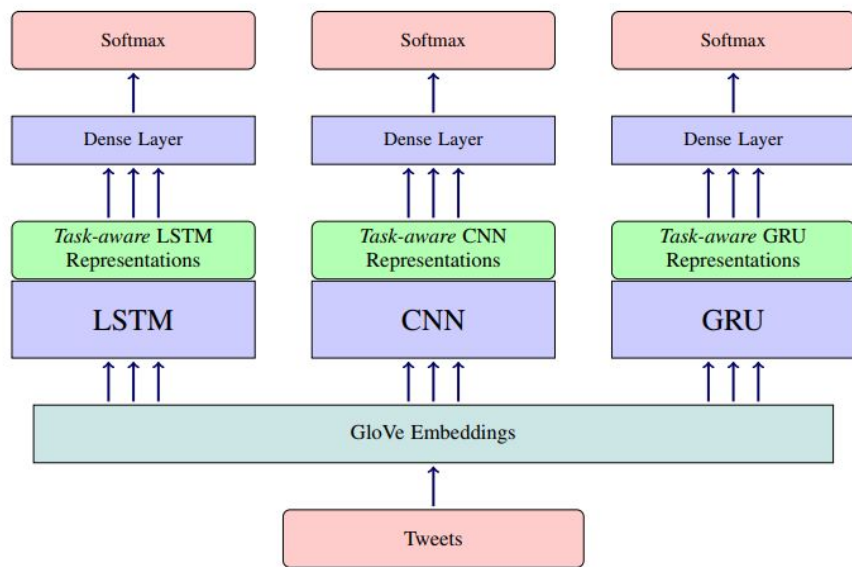 Softmax
Softmax
Softmax
Dense Layer
Dense Layer
Dense Layer
Task-aware LSTM
Representations
Task-aware CNN
Representations
Task-aware GRU
Representations
LSTM
CNN
GRU
GloVe Embeddings
Tweets